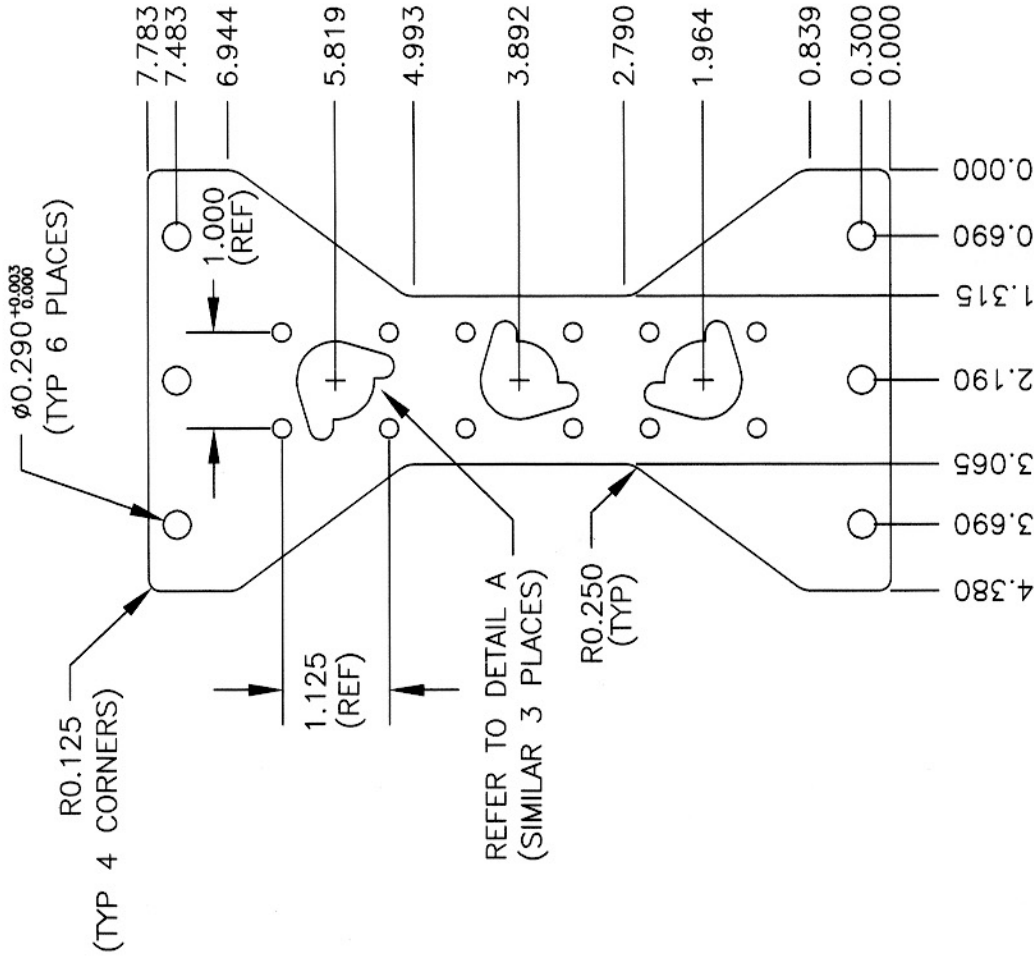 R0.125
(TYP 4 CORNERS)
ø0.290 +0.003 0.000
(TYP 6 PLACES)
1.000
(REF)
1.125
(REF)
REFER TO DETAIL A
(SIMILAR 3 PLACES)
R0.250
(TYP)
7.783
7.483
6.944
5.819
4.993
3.892
2.790
1.964
0.839
0.300
0.000
0.000
0.690
1.315
2.190
3.065
3.690
4.380